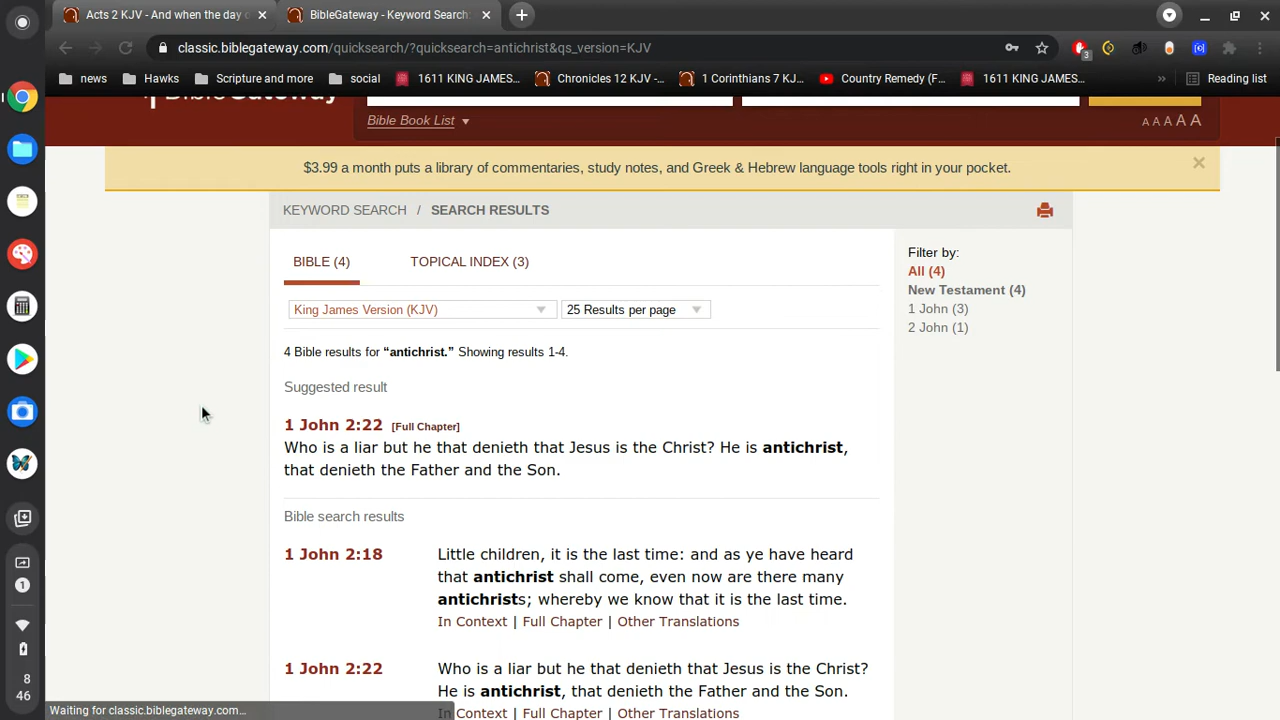 Acts 2 KJV - And when the day o
BibleGateway - Keyword Search:
classic.biblegateway.com/quicksearch/?quicksearch=antichrist&qs_version=KJV
3
news
Hawks
Scripture and more
social
1611 KING JAMES...
Chronicles 12 KJV -...
1 Corinthians 7 KJ...
Country Remedy (F...
1611 KING JAMES...
»
Reading list
BibleGateway
Bible Book List
A A A A A
$3.99 a month puts a library of commentaries, study notes, and Greek & Hebrew language tools right in your pocket.
KEYWORD SEARCH / SEARCH RESULTS
BIBLE (4)
TOPICAL INDEX (3)
King James Version (KJV)
25 Results per page
4 Bible results for “antichrist.” Showing results 1-4.
Suggested result
1 John 2:22 [Full Chapter]
Who is a liar but he that denieth that Jesus is the Christ? He is antichrist,
that denieth the Father and the Son.
Bible search results
1 John 2:18
Little children, it is the last time: and as ye have heard
that antichrist shall come, even now are there many
antichrists; whereby we know that it is the last time.
In Context | Full Chapter | Other Translations
1 John 2:22
Who is a liar but he that denieth that Jesus is the Christ?
He is antichrist, that denieth the Father and the Son.
In Context | Full Chapter | Other Translations
Filter by:
All (4)
New Testament (4)
1 John (3)
2 John (1)
1
8
46
Waiting for classic.biblegateway.com...